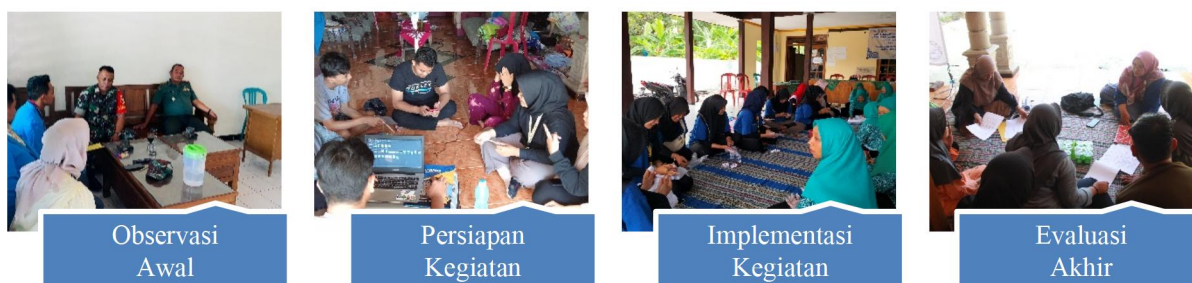 Observasi
Awal
Persiapan
Kegiatan
Implementasi
Kegiatan
Evaluasi
Akhir